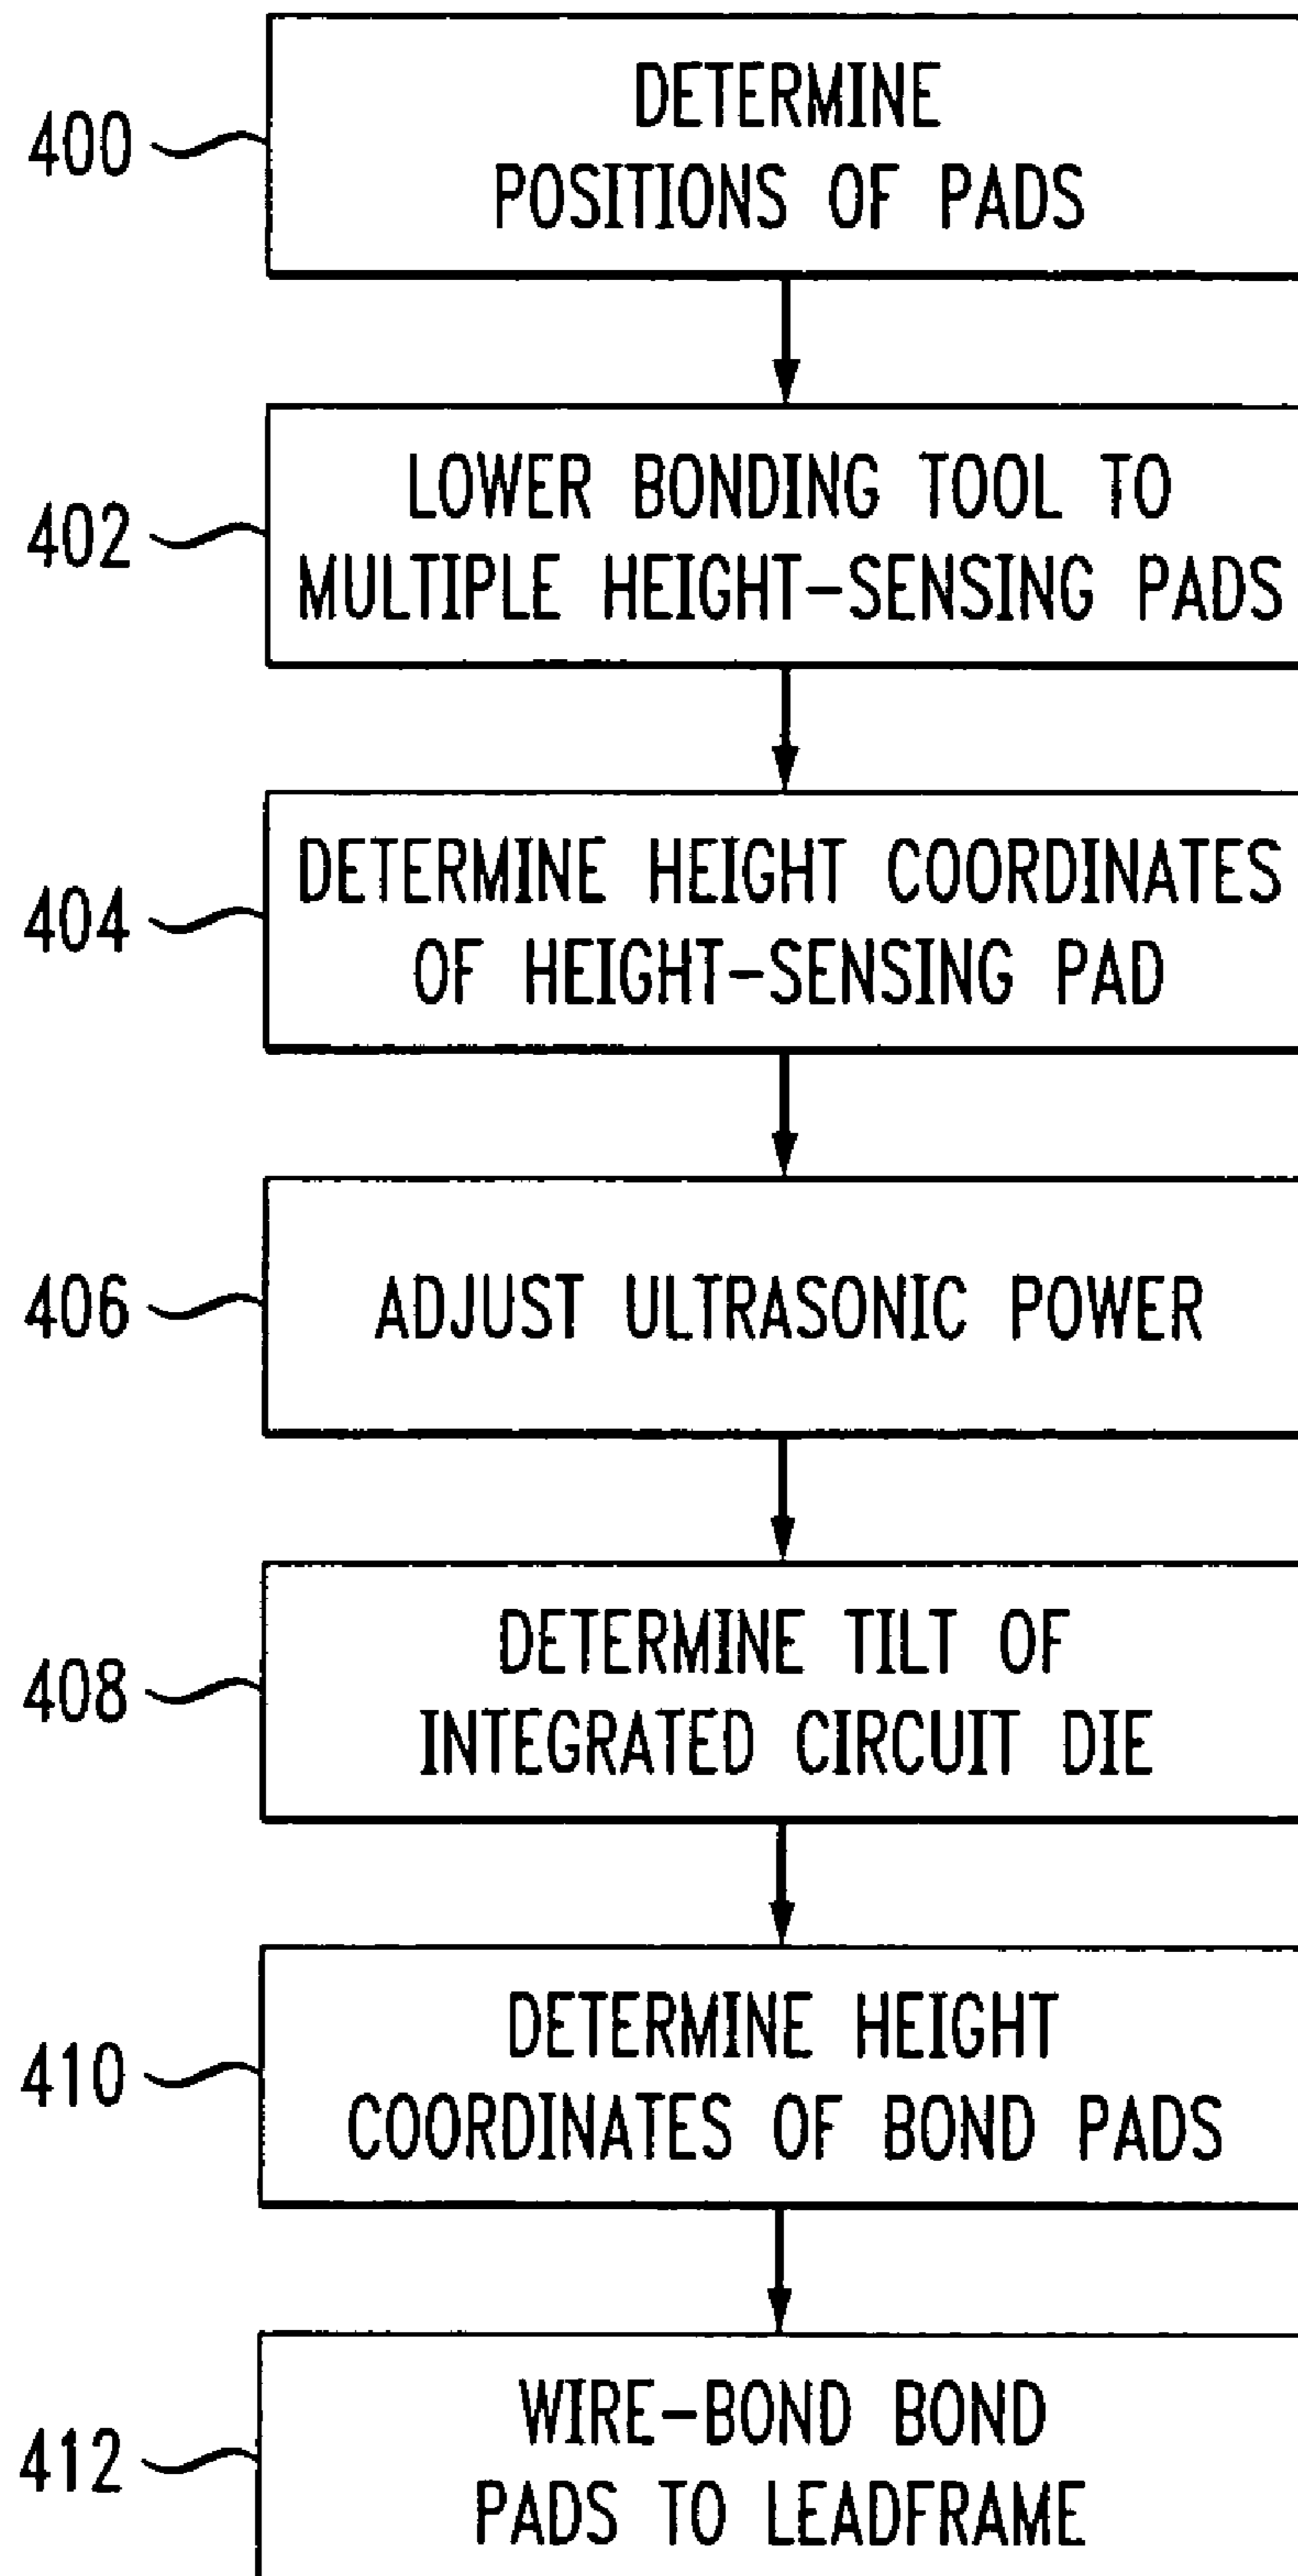 400
DETERMINE
POSITIONS OF PADS
402
LOWER BONDING TOOL TO
MULTIPLE HEIGHT-SENSING PADS
404
DETERMINE HEIGHT COORDINATES
OF HEIGHT-SENSING PAD
406
ADJUST ULTRASONIC POWER
408
DETERMINE TILT OF
INTEGRATED CIRCUIT DIE
410
DETERMINE HEIGHT
COORDINATES OF BOND PADS
412
WIRE-BOND BOND
PADS TO LEADFRAME